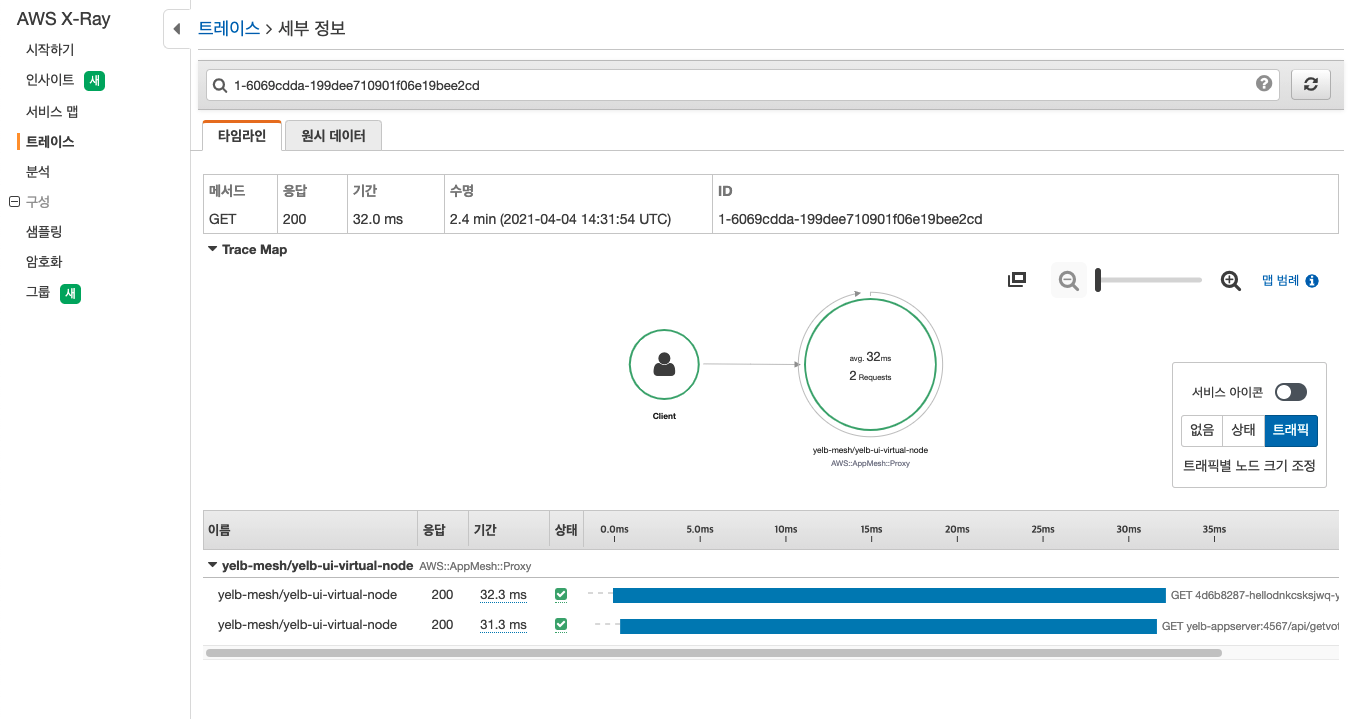 AWS X-Ray
시작하기
인사이트 새
서비스 맵
트레이스
분석
구성
샘플링
암호화
그룹 새
트레이스 > 세부 정보
1-6069cdda-199dee710901f06e19bee2cd
타임라인 원시 데이터
메서드 응답 기간 수명 ID
GET 200 32.0 ms 2.4 min (2021-04-04 14:31:54 UTC) 1-6069cdda-199dee710901f06e19bee2cd
Trace Map
맵 범례
avg. 32ms
2 Requests
Client
yelb-mesh/yelb-ui-virtual-node
AWS::AppMesh::Proxy
서비스 아이콘
없음 상태 트래픽
트래픽별 노드 크기 조정
이름 응답 기간 상태 0.0ms 5.0ms 10ms 15ms 20ms 25ms 30ms 35ms
yelb-mesh/yelb-ui-virtual-node AWS::AppMesh::Proxy
yelb-mesh/yelb-ui-virtual-node 200 32.3 ms GET 4d6b8287-hellodnkcsksjwq-y
yelb-mesh/yelb-ui-virtual-node 200 31.3 ms GET yelb-appserver:4567/api/getvot